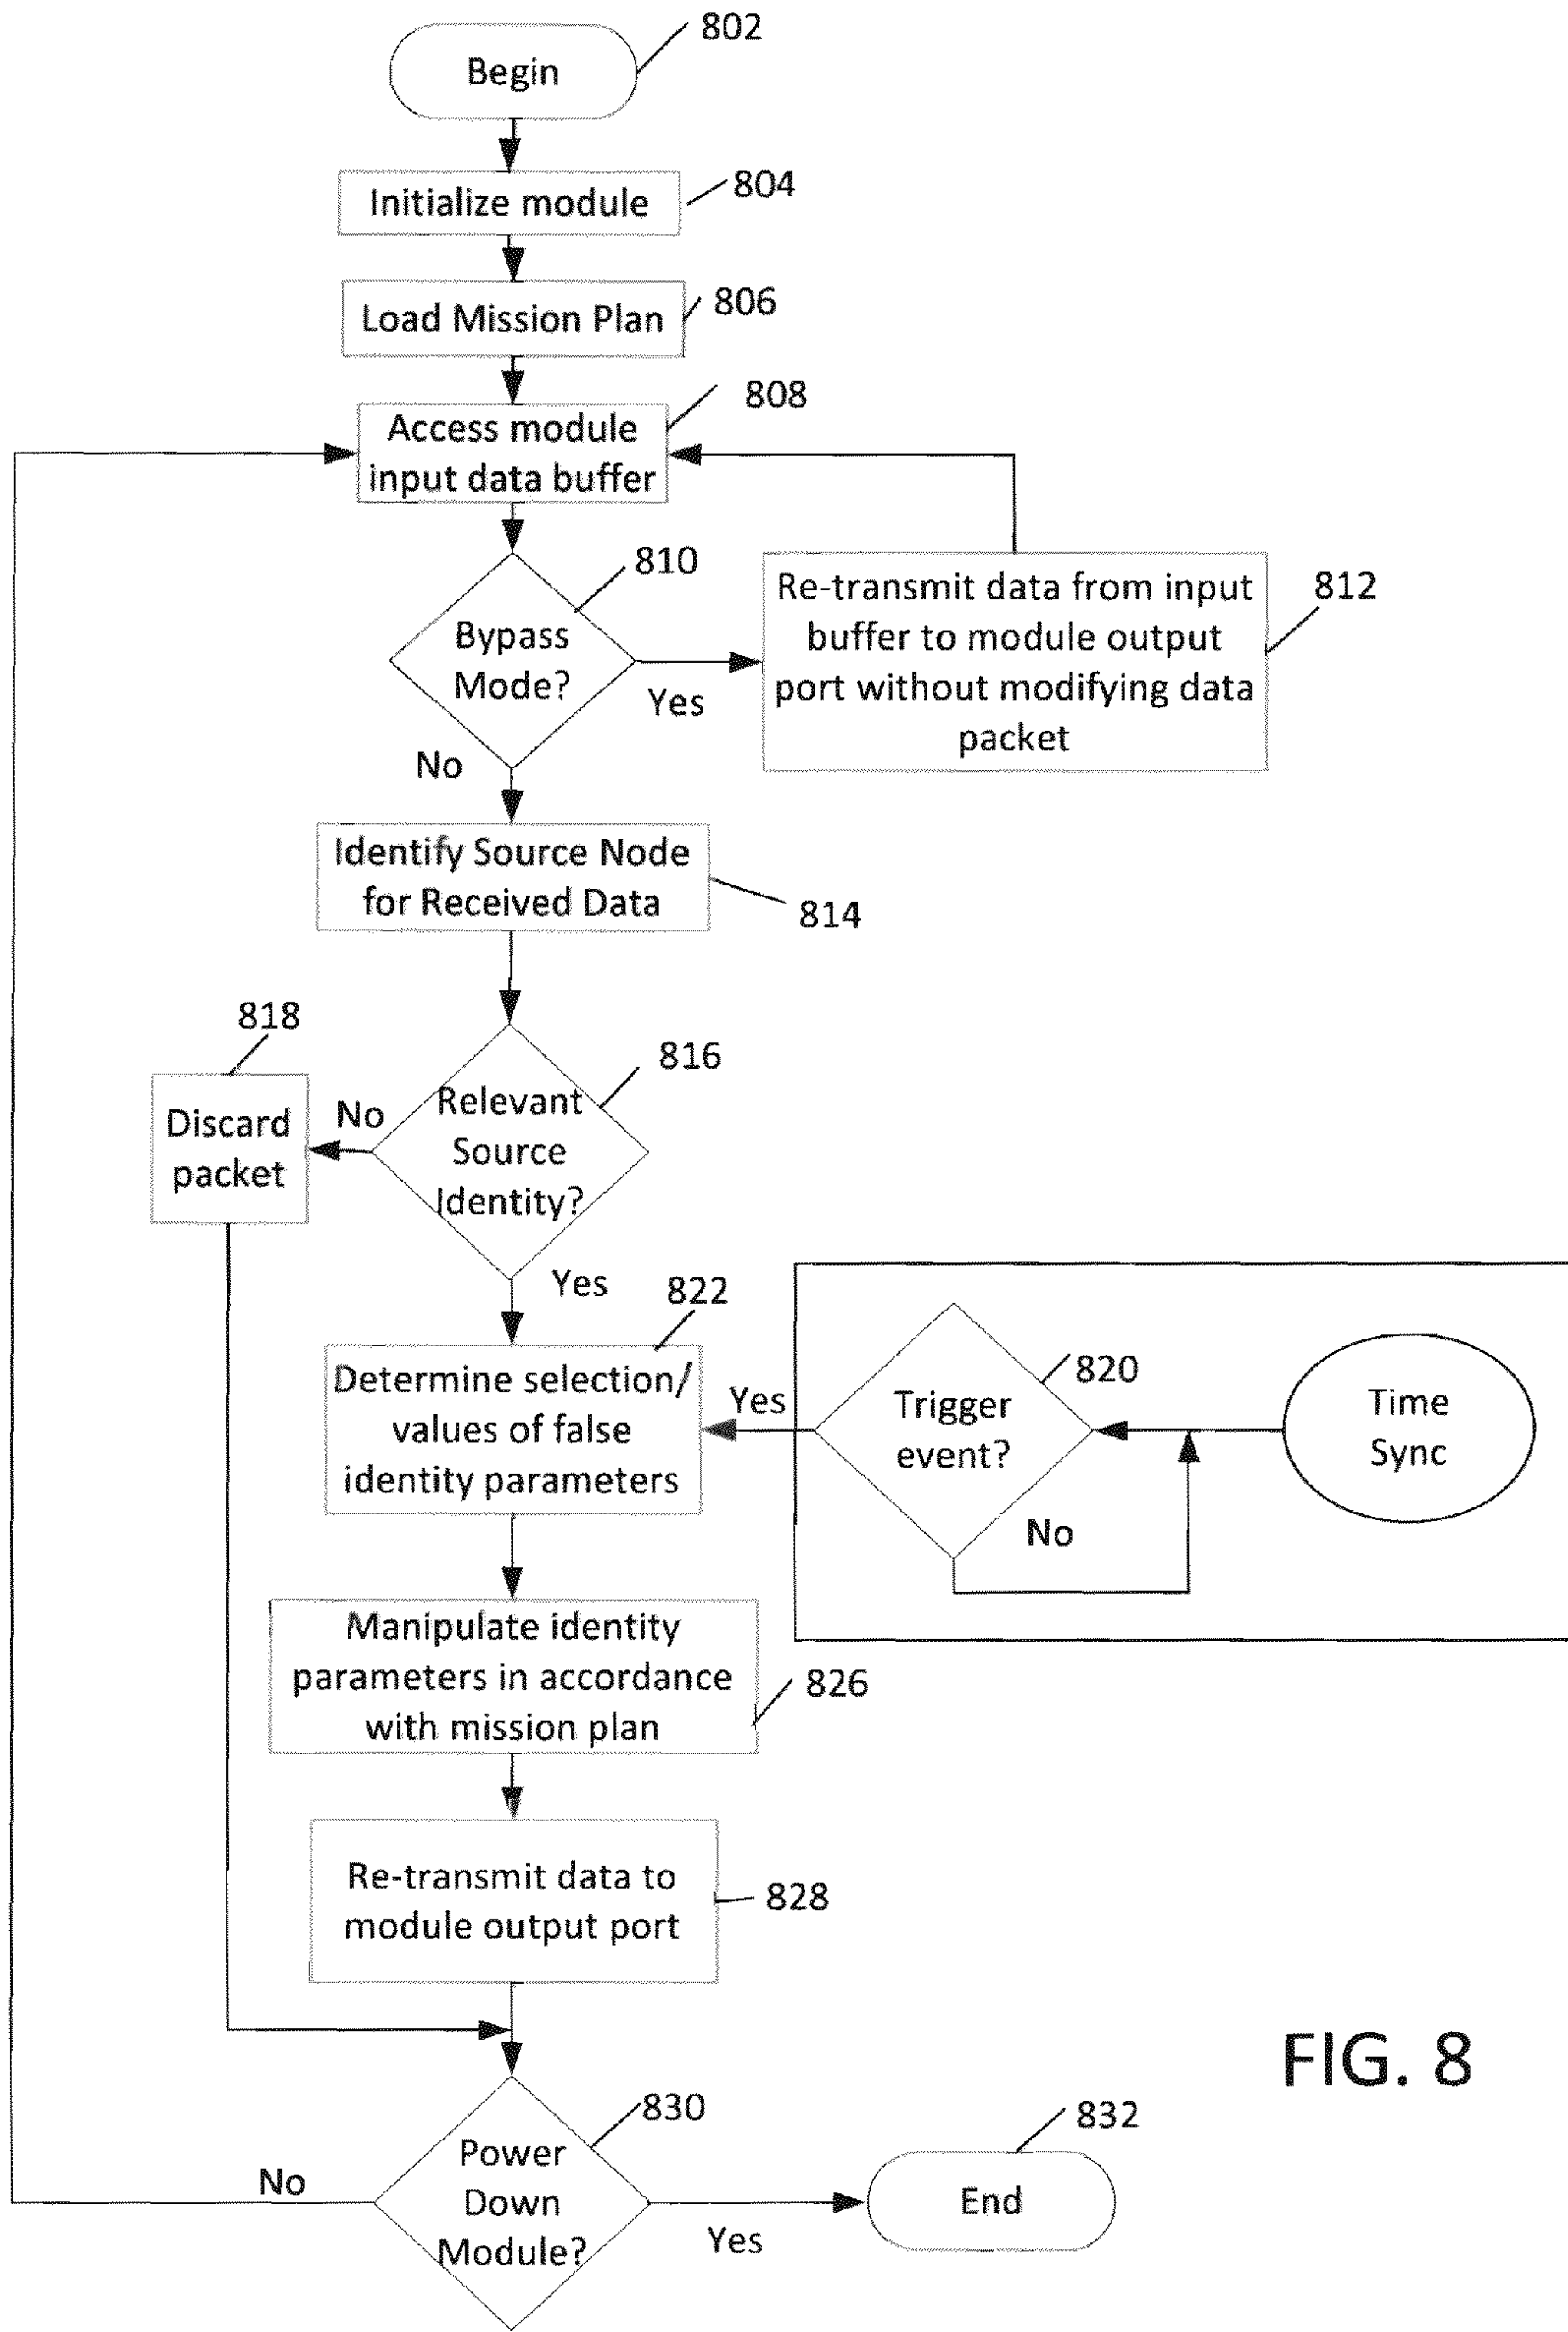 802
Begin
804
Initialize module
806
Load Mission Plan
808
Access module
input data buffer
810
Bypass
Mode?
Yes
No
812
Re-transmit data from input
buffer to module output
port without modifying data
packet
Identify Source Node
for Received Data
814
818
Discard
packet
No
816
Relevant
Source
Identity?
Yes
822
Determine selection/
values of false
identity parameters
Yes
820
Trigger
event?
No
Time
Sync
Manipulate identity
parameters in accordance
with mission plan
826
Re-transmit data to
module output port
828
830
Power
Down
Module?
No
Yes
832
End
FIG. 8